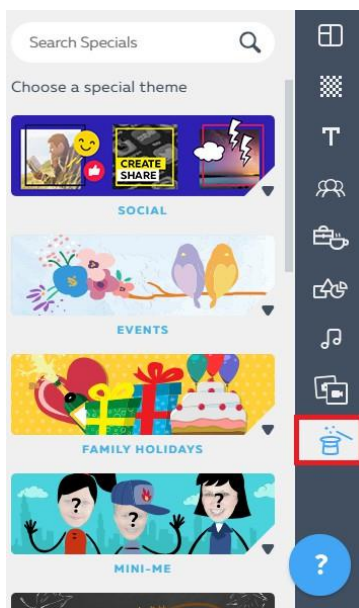 Search Specials
Choose a special theme
CREATE
SHARE
SOCIAL
EVENTS
FAMILY HOLIDAYS
? ? ?
MINI-ME
T
?